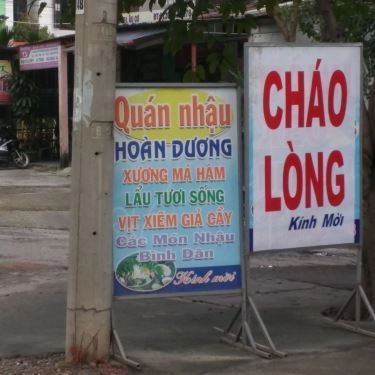 Quán nhậu
HOÀN DƯƠNG
XƯƠNG MÁ HAM
LẨU TƯƠI SỐNG
VỊT XIÊM GIẢ CẦY
Các Món Nhậu
Bình Dân
Kính mời
CHÁO
LÒNG
Kính Mời